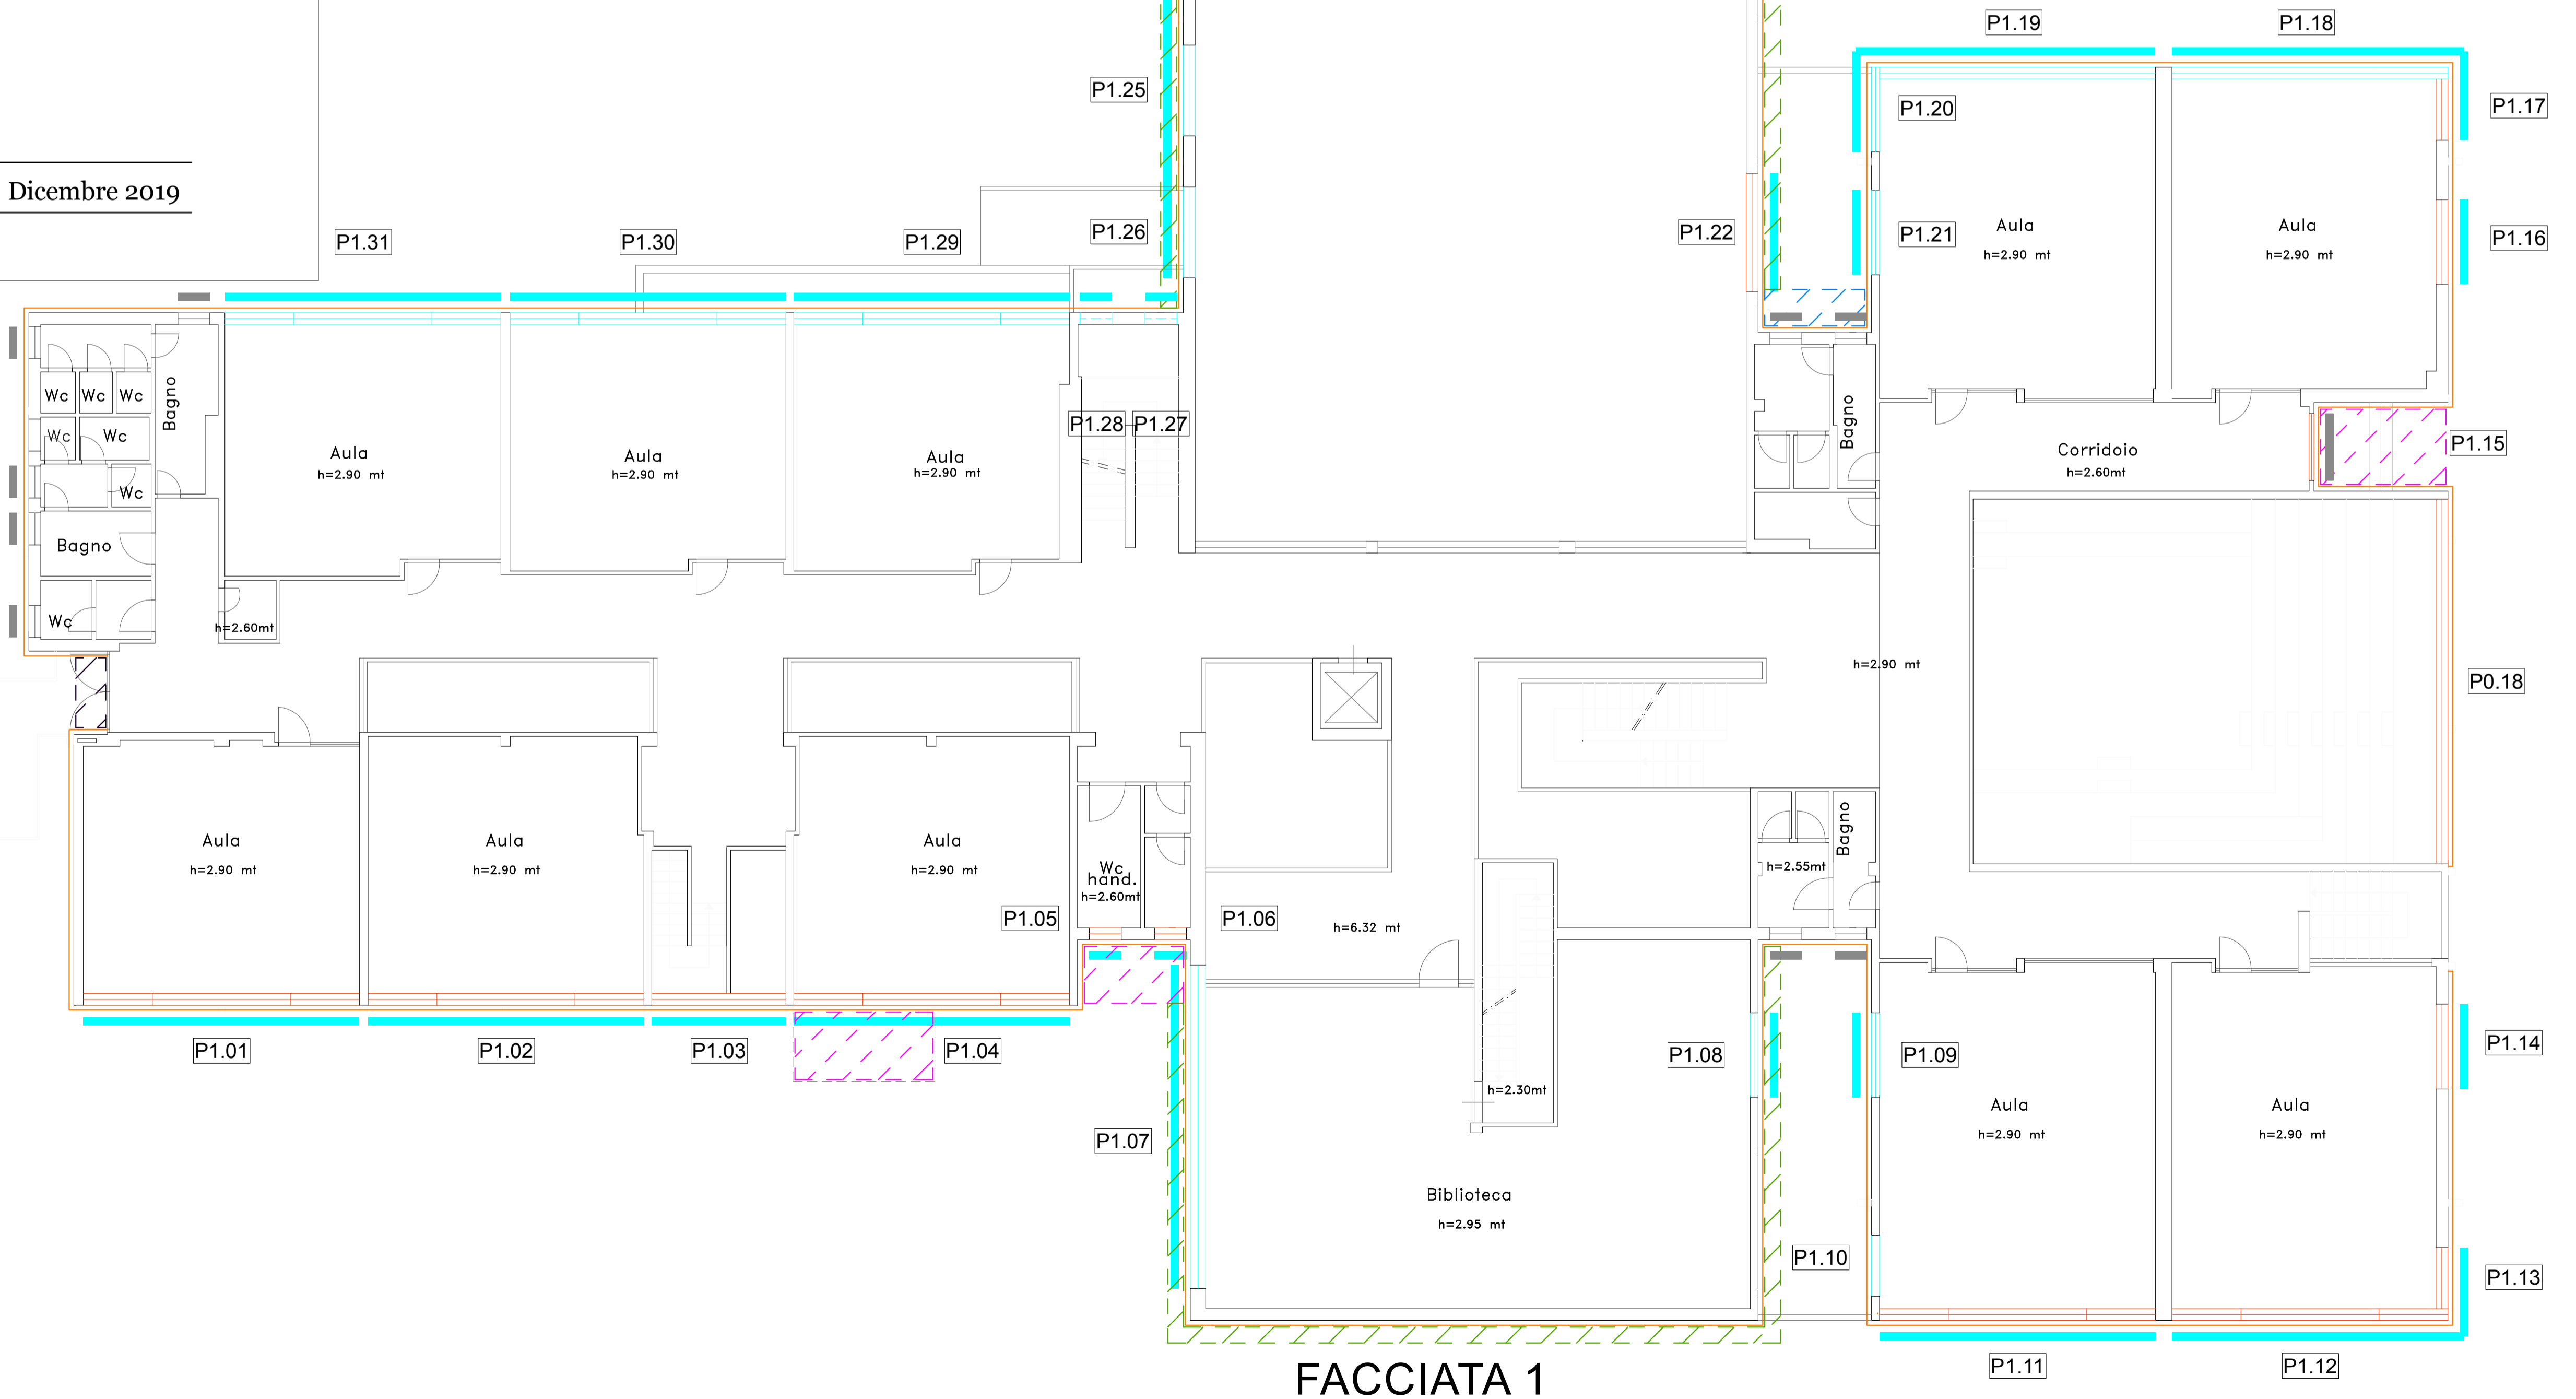 P1.19
P1.18
P1.25
P1.20
P1.17
Dicembre 2019
P1.31
P1.30
P1.29
P1.26
P1.22
P1.21
Aula
h=2.90 mt
Aula
h=2.90 mt
P1.16
Wc
Wc
Wc
Bagno
Wc
Wc
Wc
Bagno
Wc
h=2.60mt
Aula
h=2.90 mt
Aula
h=2.90 mt
Aula
h=2.90 mt
P1.28
P1.27
Bagno
Corridoio
h=2.60mt
P1.15
h=2.90 mt
P0.18
Aula
h=2.90 mt
Aula
h=2.90 mt
Aula
h=2.90 mt
P1.05
Wc
hand.
h=2.60mt
P1.06
h=6.32 mt
h=2.55mt
Bagno
P1.01
P1.02
P1.03
P1.04
P1.07
h=2.30mt
P1.08
P1.09
P1.14
Aula
h=2.90 mt
Aula
h=2.90 mt
Biblioteca
h=2.95 mt
P1.10
P1.13
FACCIATA 1
P1.11
P1.12